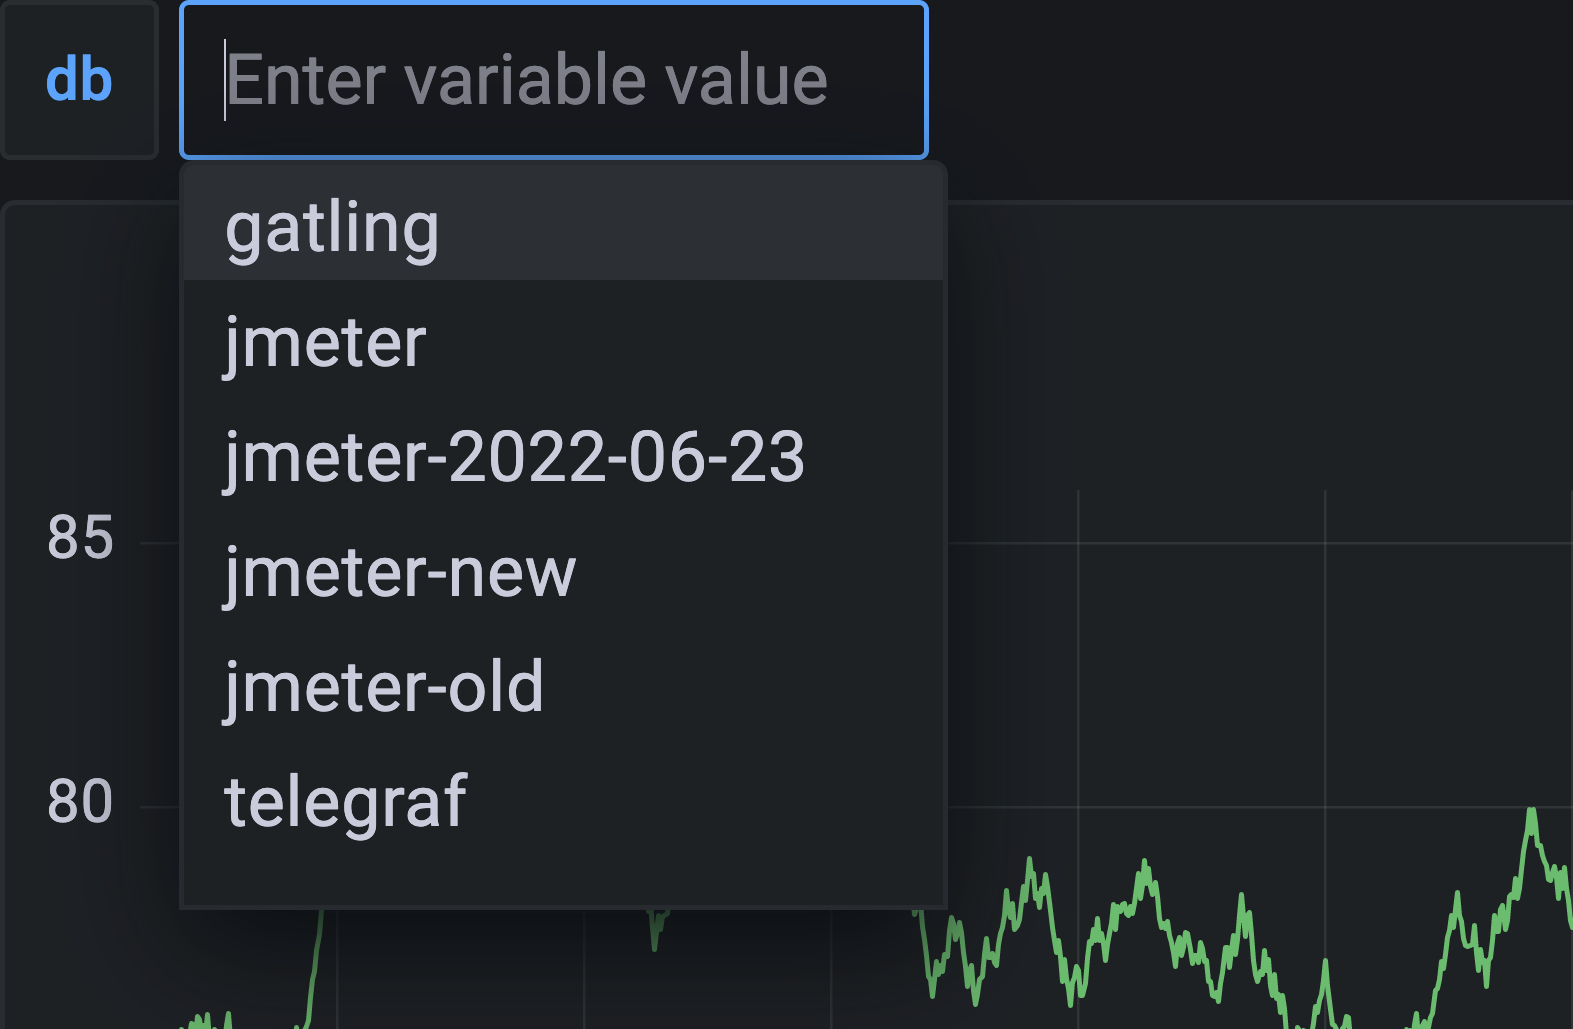 db
Enter variable value
gatling
jmeter
jmeter-2022-06-23
jmeter-new
jmeter-old
telegraf
85
80